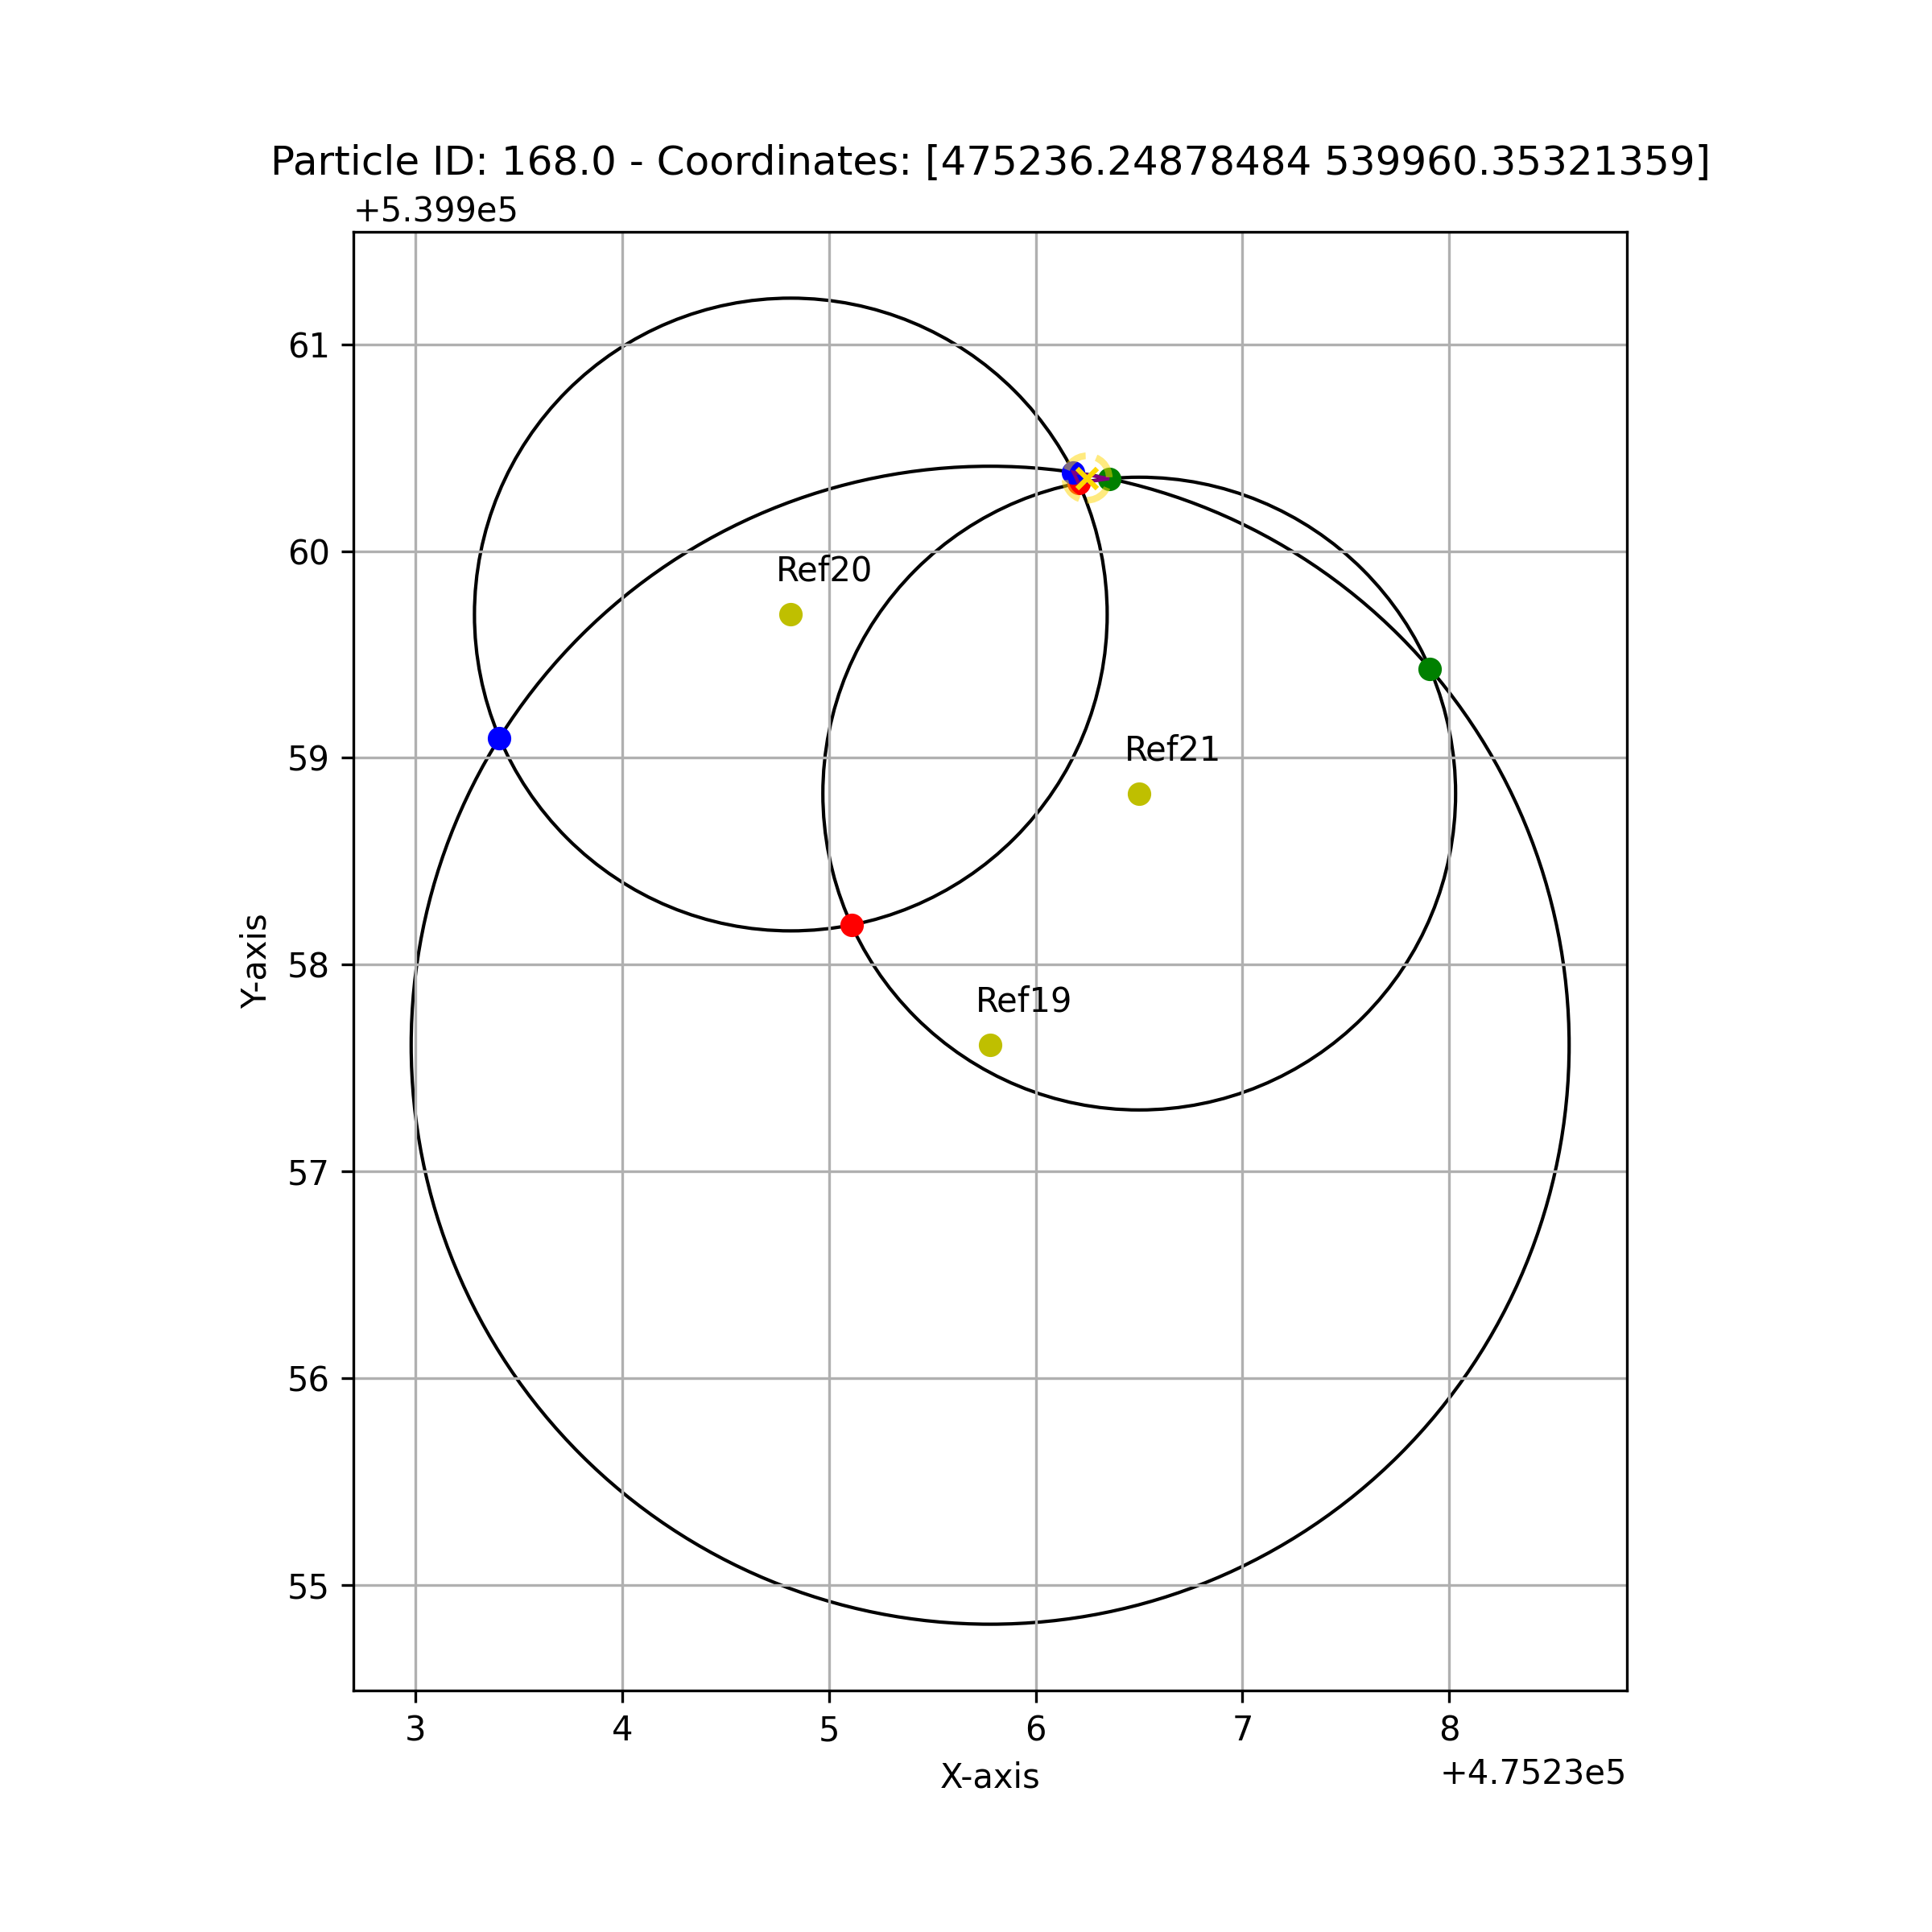 Particle ID: 168.0 - Coordinates: [475236.24878484 539960.35321359]
+5.399e5
61
60
Ref20
59
Ref21
58
Ref19
57
56
55
Y-axis
3 4 5 6 7 8
X-axis
+4.7523e5